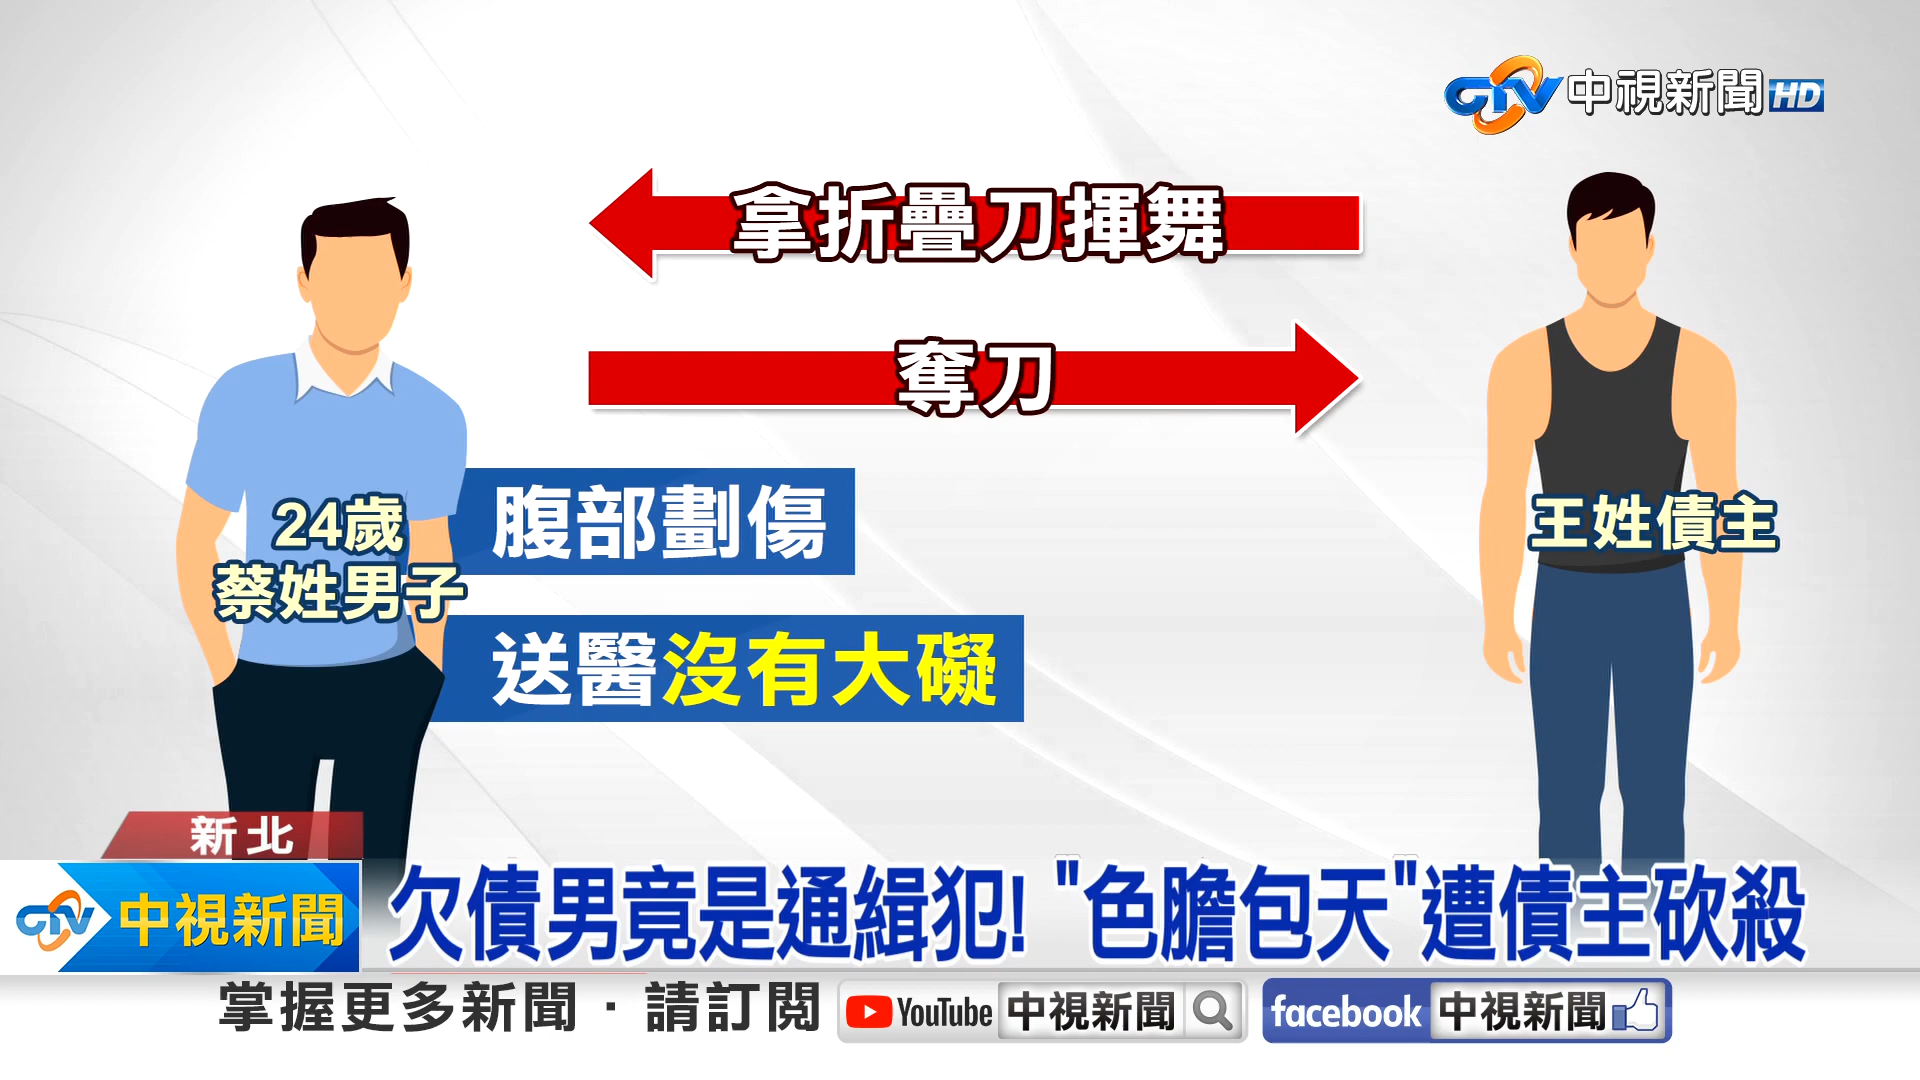 CTV 中視新聞 HD
拿折疊刀揮舞
奪刀
腹部劃傷
24歲
蔡姓男子
王姓債主
送醫沒有大礙
新北
CTV 中視新聞
欠債男竟是通緝犯! "色膽包天"遭債主砍殺
掌握更多新聞．請訂閱 YouTube 中視新聞 facebook 中視新聞